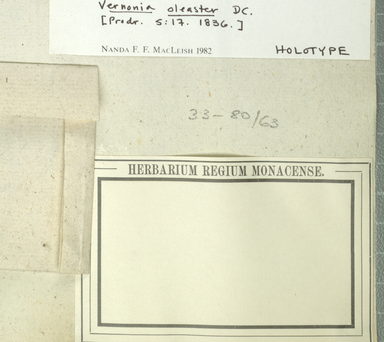 Vernonia oleaster DC.
[Prodr. 5:17. 1836.]
NANDA F. F. MACLEISH 1982 HOLOTYPE
33-80/63
HERBARIUM REGIUM MONACENSE.